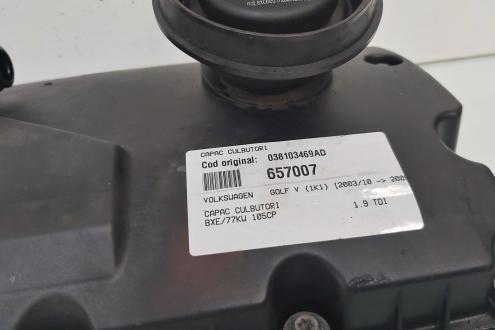 CAPAC CULBUTORI
Cod original: 038103469AD
657007
VOLKSWAGEN GOLF V (1K1) [2003/10 -> 200
CAPAC CULBUTORI 1.9 TDI
BXE/77KW 105CP